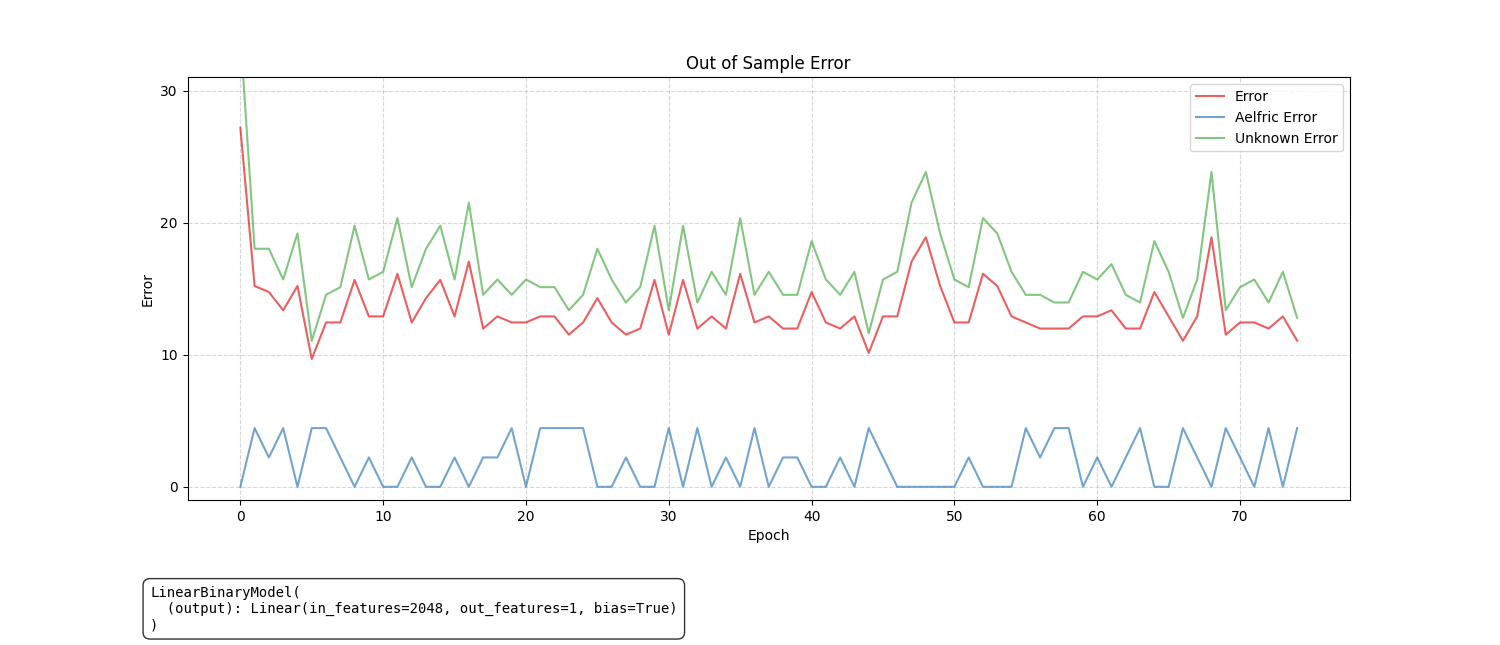 Out of Sample Error
Error
Aelfric Error
Unknown Error
30
20
10
0
Error
0 10 20 30 40 50 60 70
Epoch
LinearBinaryModel(
  (output): Linear(in_features=2048, out_features=1, bias=True)
)